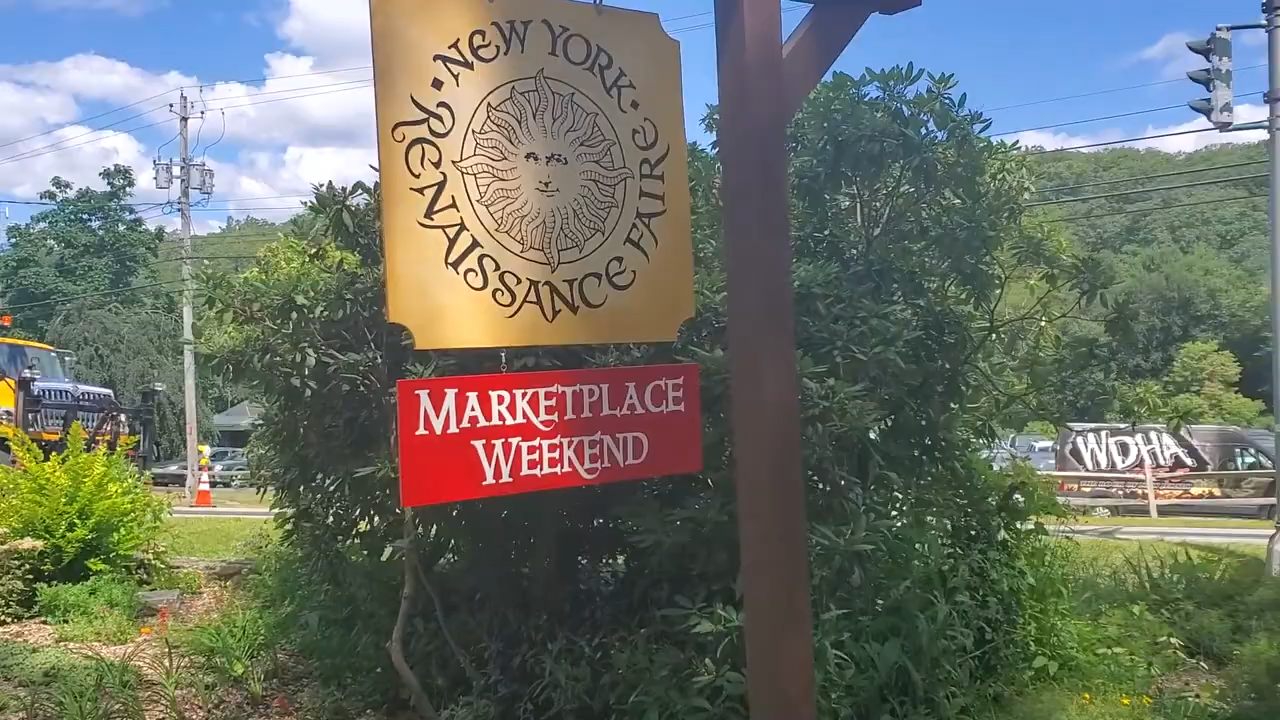 · NEW YORK ·
RENAISSANCE FAIRE
MARKETPLACE
WEEKEND
WDHA